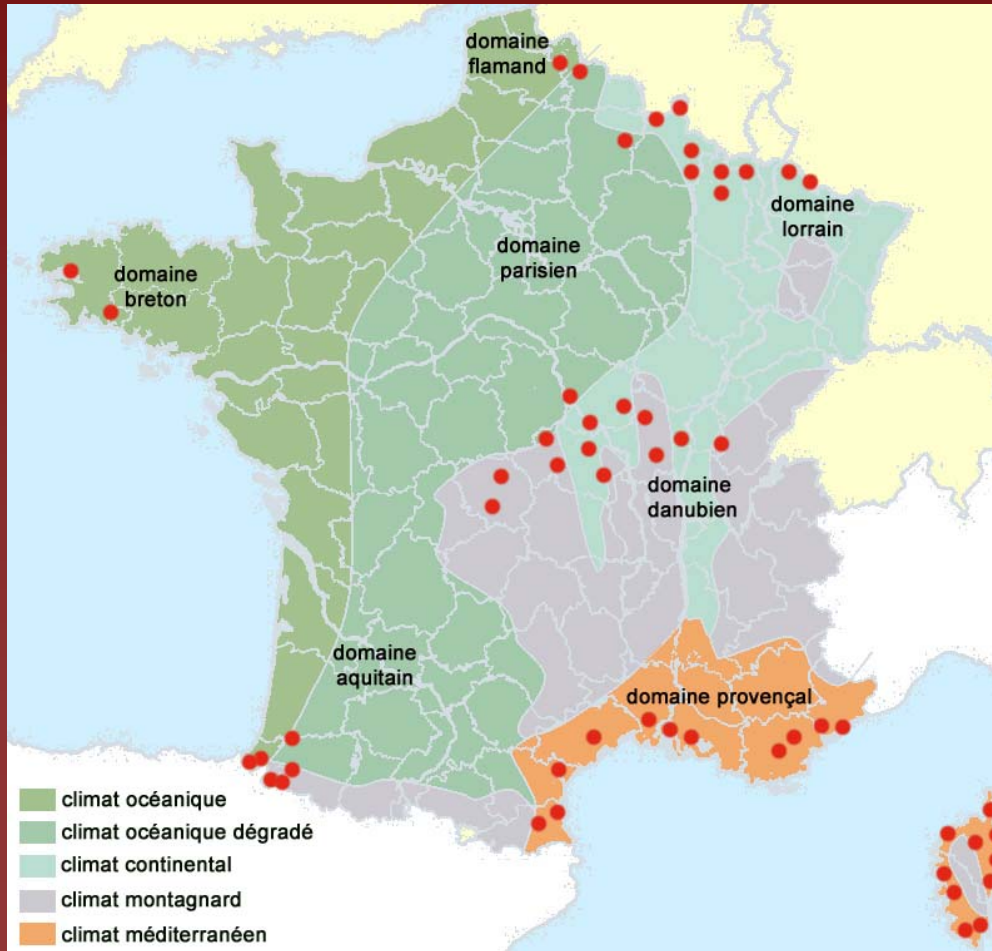 domaine
flamand
domaine
lorrain
domaine
parisien
domaine
breton
domaine
danubien
domaine
aquitain
domaine provençal
climat océanique
climat océanique dégradé
climat continental
climat montagnard
climat méditerranéen